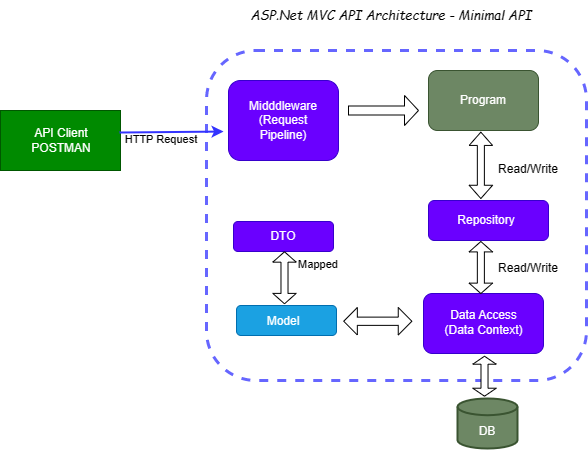 ASP.Net MVC API Architecture - Minimal API
Midddleware
(Request
Pipeline)
Program
API Client
POSTMAN
HTTP Request
Read/Write
Repository
DTO
Mapped
Read/Write
Model
Data Access
(Data Context)
DB